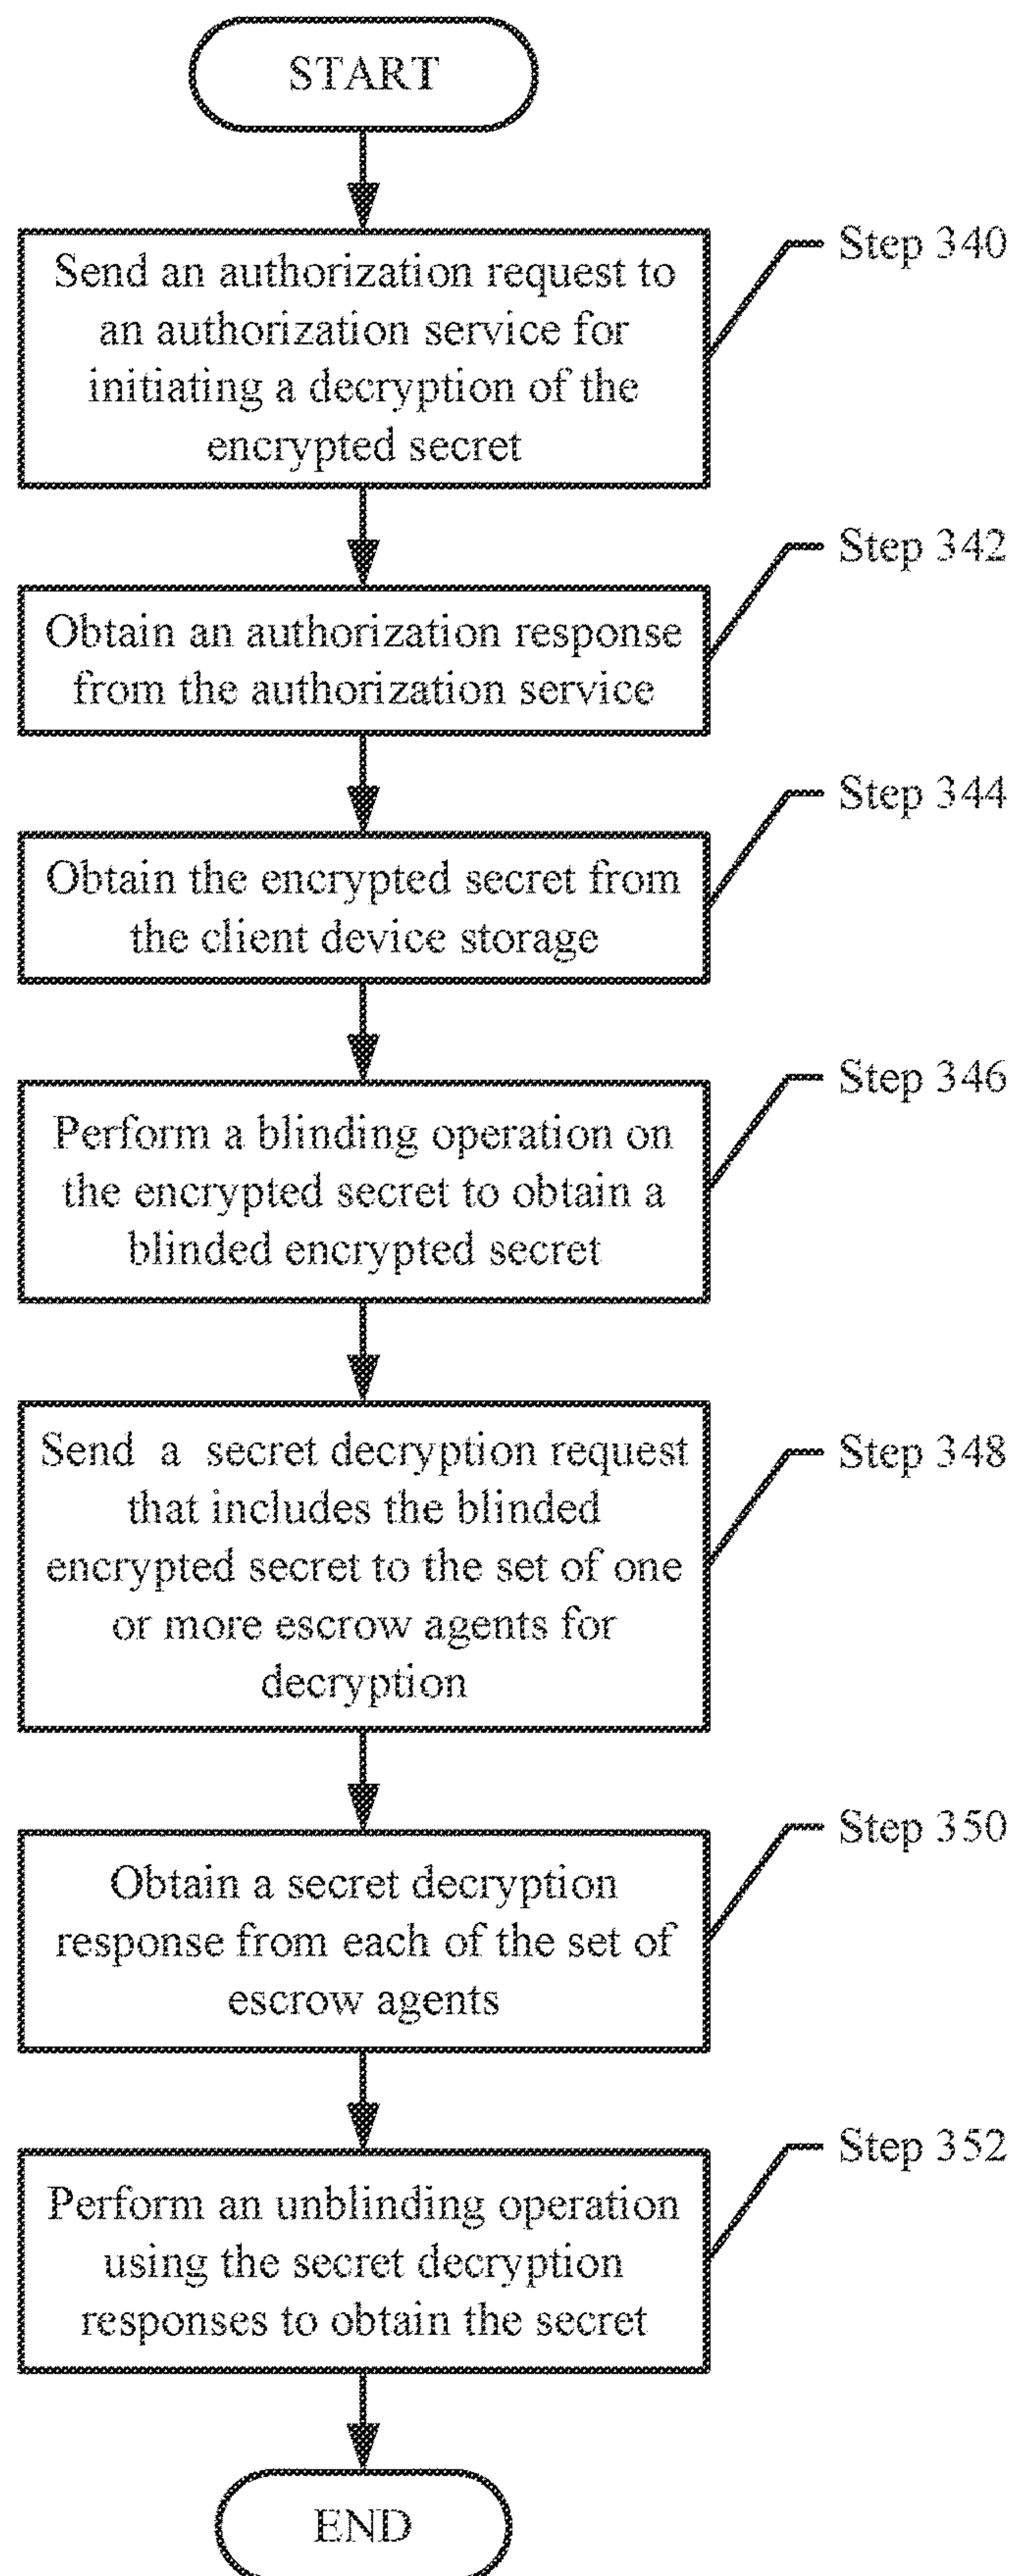 START
Send an authorization request to
an authorization service for
initiating a decryption of the
encrypted secret
Step 340
Obtain an authorization response
from the authorization service
Step 342
Obtain the encrypted secret from
the client device storage
Step 344
Perform a blinding operation on
the encrypted secret to obtain a
blinded encrypted secret
Step 346
Send a secret decryption request
that includes the blinded
encrypted secret to the set of one
or more escrow agents for
decryption
Step 348
Obtain a secret decryption
response from each of the set of
escrow agents
Step 350
Perform an unblinding operation
using the secret decryption
responses to obtain the secret
Step 352
END